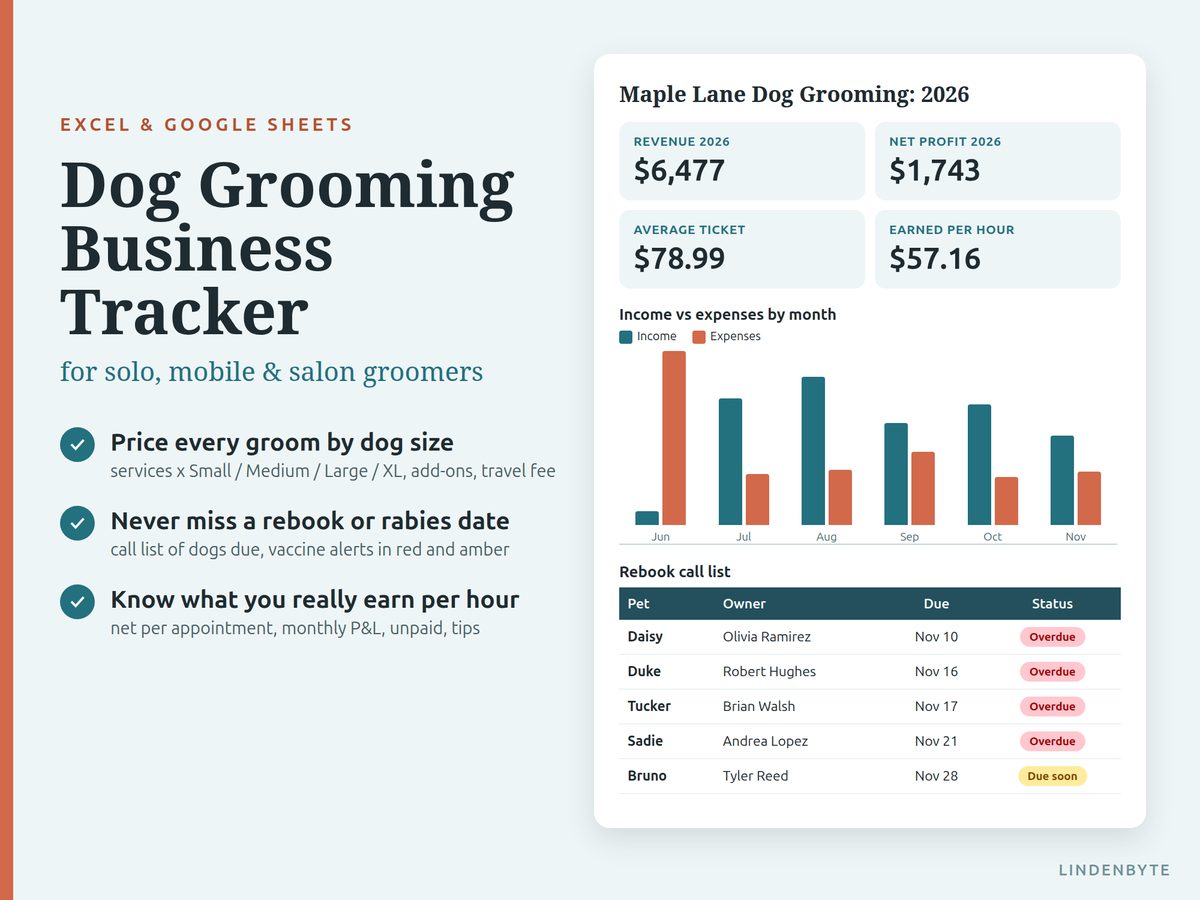 EXCEL & GOOGLE SHEETS
Dog Grooming
Business
Tracker
for solo, mobile & salon groomers
Price every groom by dog size
services x Small / Medium / Large / XL, add-ons, travel fee
Never miss a rebook or rabies date
call list of dogs due, vaccine alerts in red and amber
Know what you really earn per hour
net per appointment, monthly P&L, unpaid, tips
Maple Lane Dog Grooming: 2026
REVENUE 2026
$6,477
NET PROFIT 2026
$1,743
AVERAGE TICKET
$78.99
EARNED PER HOUR
$57.16
Income vs expenses by month
Income Expenses
Jun Jul Aug Sep Oct Nov
Rebook call list
Pet Owner Due Status
Daisy Olivia Ramirez Nov 10 Overdue
Duke Robert Hughes Nov 16 Overdue
Tucker Brian Walsh Nov 17 Overdue
Sadie Andrea Lopez Nov 21 Overdue
Bruno Tyler Reed Nov 28 Due soon
LINDENBYTE